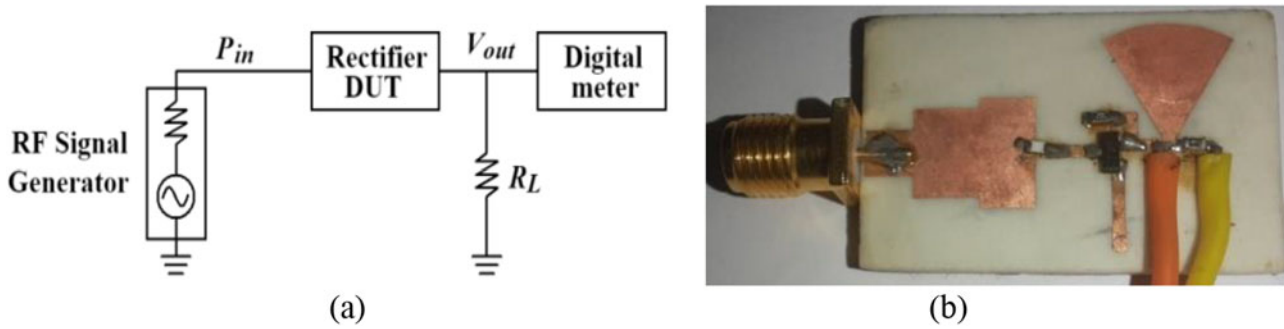 P_in
Rectifier
DUT
V_out
Digital
meter
RF Signal
Generator
R_L
(a)
(b)